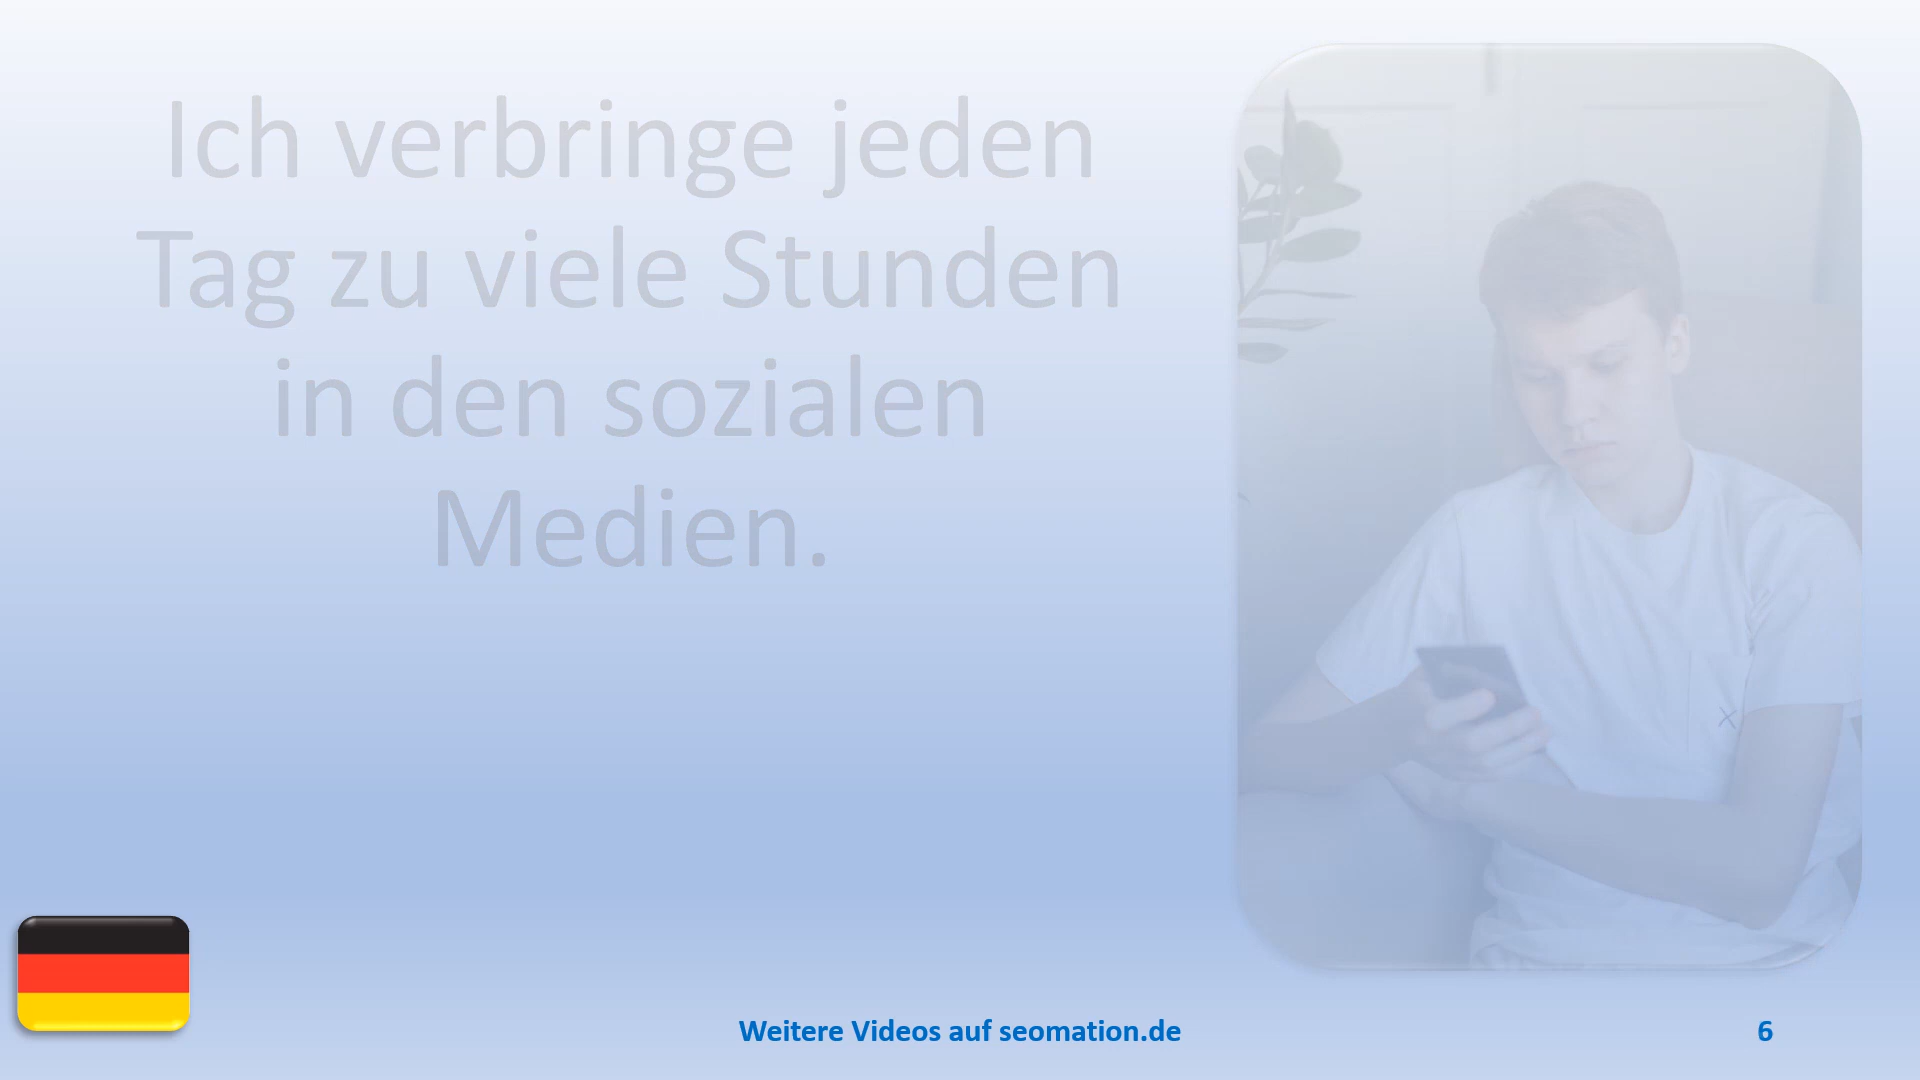 Ich verbringe jeden
Tag zu viele Stunden
in den sozialen
Medien.
Weitere Videos auf seomation.de
6